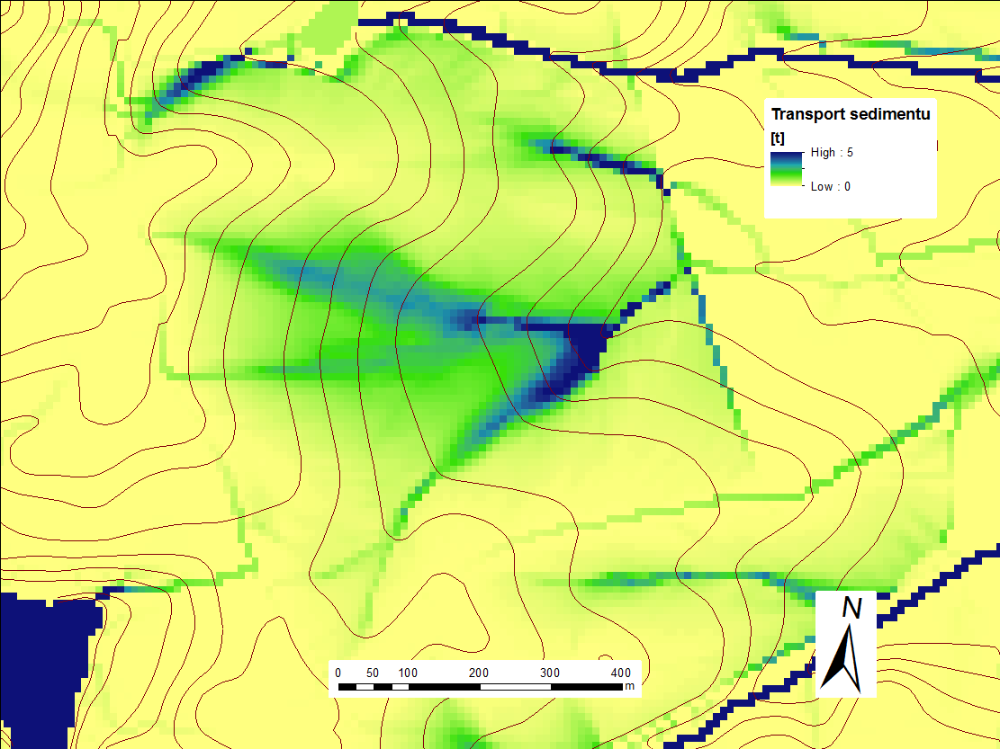 Transport sedimentu
[t]
High : 5
Low : 0
N
0 50 100 200 300 400
m